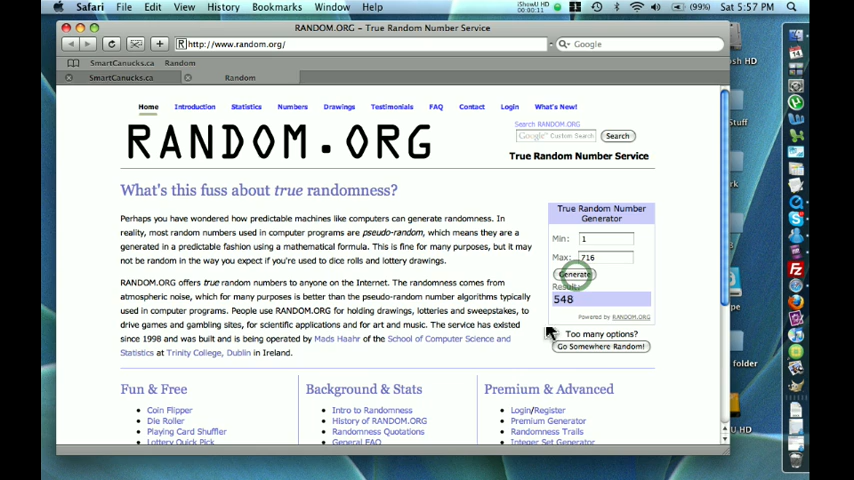 Safari File Edit View History Bookmarks Window Help
iShowU HD
00:00:11
(99%) Sat 5:57 PM
RANDOM.ORG – True Random Number Service
R http://www.random.org/
Google
SmartCanucks.ca Random
SmartCanucks.ca Random
Home Introduction Statistics Numbers Drawings Testimonials FAQ Contact Login What's New!
RANDOM.ORG
Search RANDOM.ORG
Google™ Custom Search Search
True Random Number Service
What's this fuss about true randomness?
Perhaps you have wondered how predictable machines like computers can generate randomness. In
reality, most random numbers used in computer programs are pseudo-random, which means they are
generated in a predictable fashion using a mathematical formula. This is fine for many purposes, but it may
not be random in the way you expect if you're used to dice rolls and lottery drawings.
RANDOM.ORG offers true random numbers to anyone on the Internet. The randomness comes from
atmospheric noise, which for many purposes is better than the pseudo-random number algorithms typically
used in computer programs. People use RANDOM.ORG for holding drawings, lotteries and sweepstakes, to
drive games and gambling sites, for scientific applications and for art and music. The service has existed
since 1998 and was built and is being operated by Mads Haahr of the School of Computer Science and
Statistics at Trinity College, Dublin in Ireland.
True Random Number
Generator
Min: 1
Max: 716
Generate
Result:
548
Powered by RANDOM.ORG
Too many options?
Go Somewhere Random!
Fun & Free
Coin Flipper
Die Roller
Playing Card Shuffler
Lottery Quick Pick
Background & Stats
Intro to Randomness
History of RANDOM.ORG
Randomness Quotations
General FAQ
Premium & Advanced
Login/Register
Premium Generator
Randomness Trails
Integer Set Generator
Stuff
folder